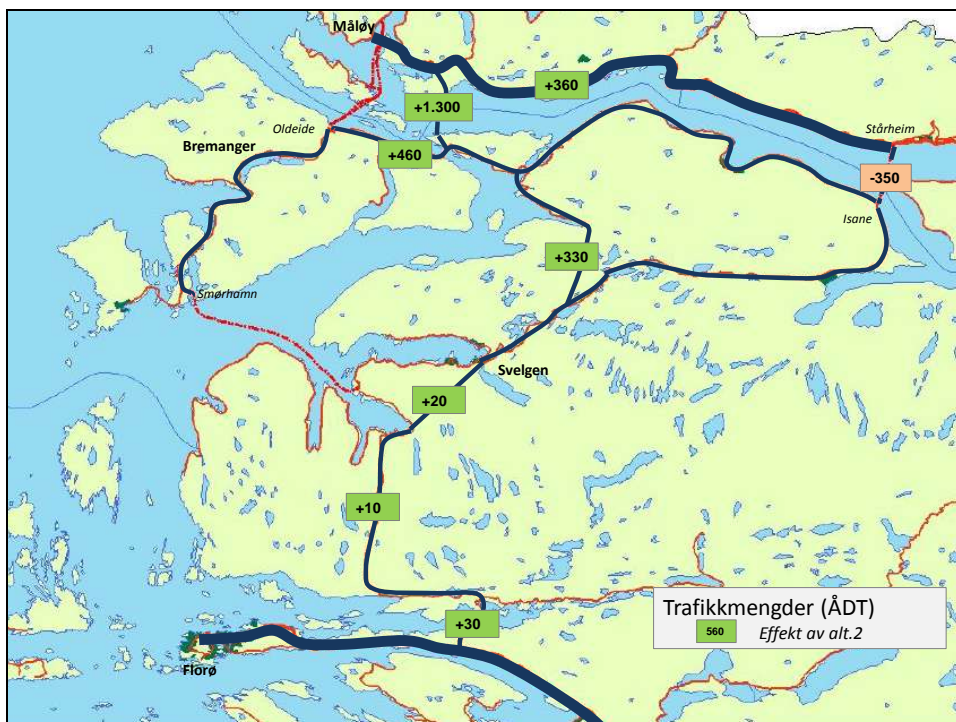 Måløy
+360
+1.300
Oldeide
Stårheim
Bremanger
+460
-350
Isane
+330
Smørhamn
Svelgen
+20
+10
Trafikkmengder (ÅDT)
560 Effekt av alt.2
+30
Florø